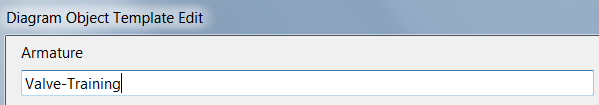 Diagram Object Template Edit
Armature
Valve-Training